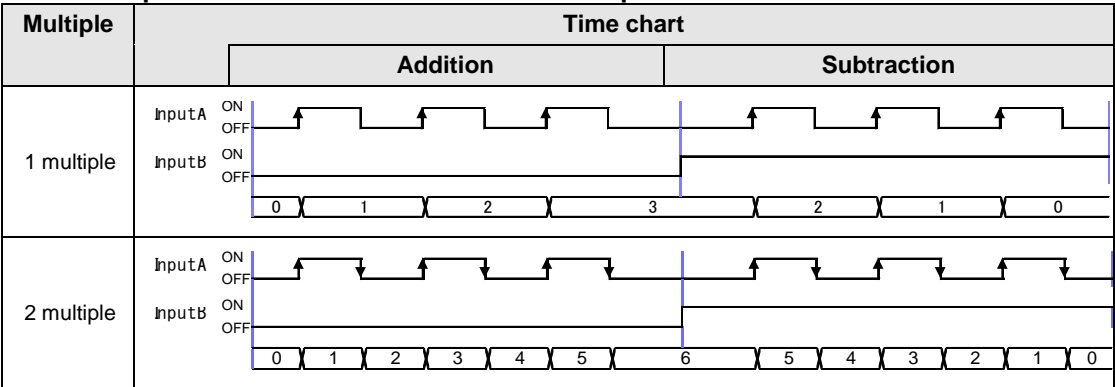 Multiple Time chart
Addition Subtraction
1 multiple
InputA ON
OFF
InputB ON
OFF
0 1 2 3 2 1 0
2 multiple
InputA ON
OFF
InputB ON
OFF
0 1 2 3 4 5 6 5 4 3 2 1 0